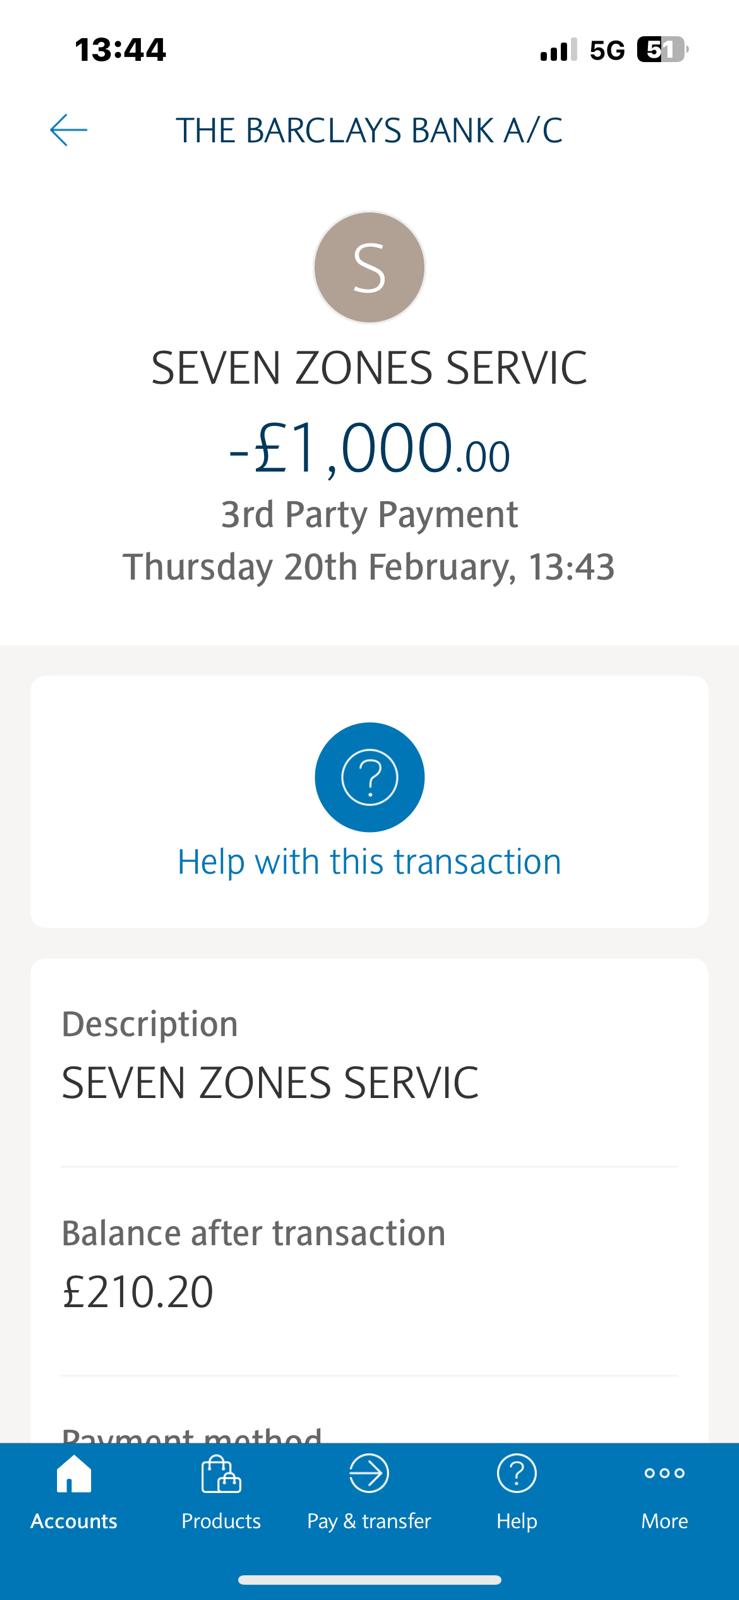 13:44
5G 51
THE BARCLAYS BANK A/C
S
SEVEN ZONES SERVIC
-£1,000.00
3rd Party Payment
Thursday 20th February, 13:43
?
Help with this transaction
Description
SEVEN ZONES SERVIC
Balance after transaction
£210.20
Payment method
Accounts Products Pay & transfer Help More